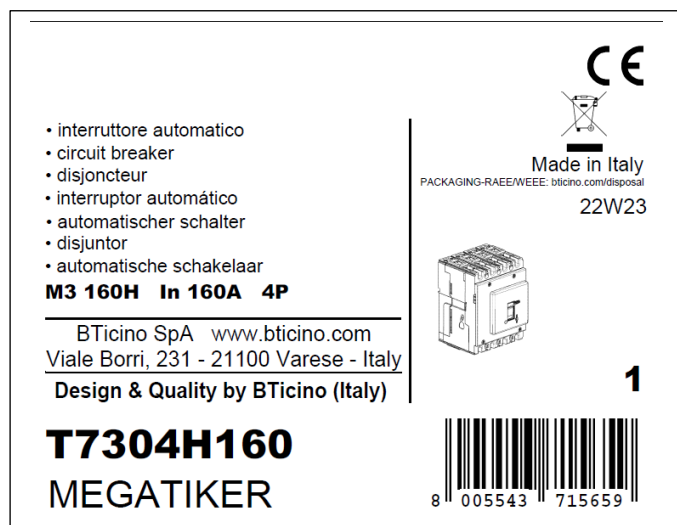 CE
• interruttore automatico
• circuit breaker
• disjoncteur
• interruptor automático
• automatischer schalter
• disjuntor
• automatische schakelaar
M3 160H In 160A 4P
BTicino SpA www.bticino.com
Viale Borri, 231 - 21100 Varese - Italy
Design & Quality by BTicino (Italy)
T7304H160
MEGATIKER
Made in Italy
PACKAGING-RAEE/WEEE: bticino.com/disposal
22W23
1
8 005543 715659